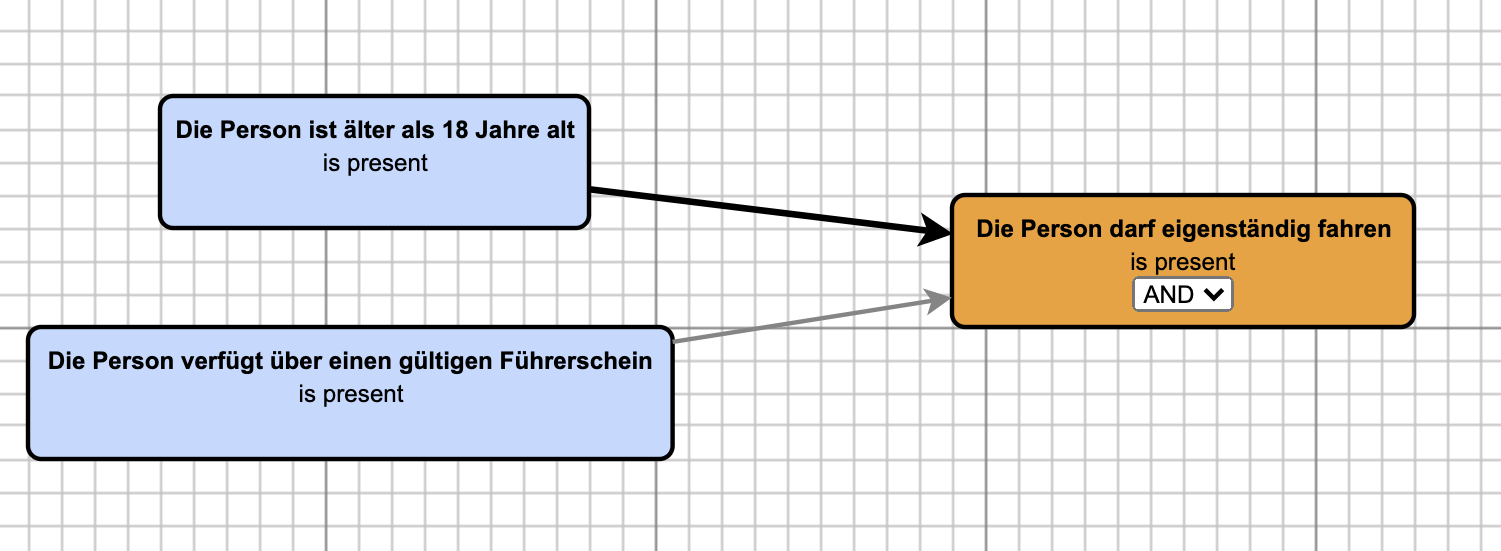 Die Person ist älter als 18 Jahre alt
is present
Die Person darf eigenständig fahren
is present
AND
Die Person verfügt über einen gültigen Führerschein
is present